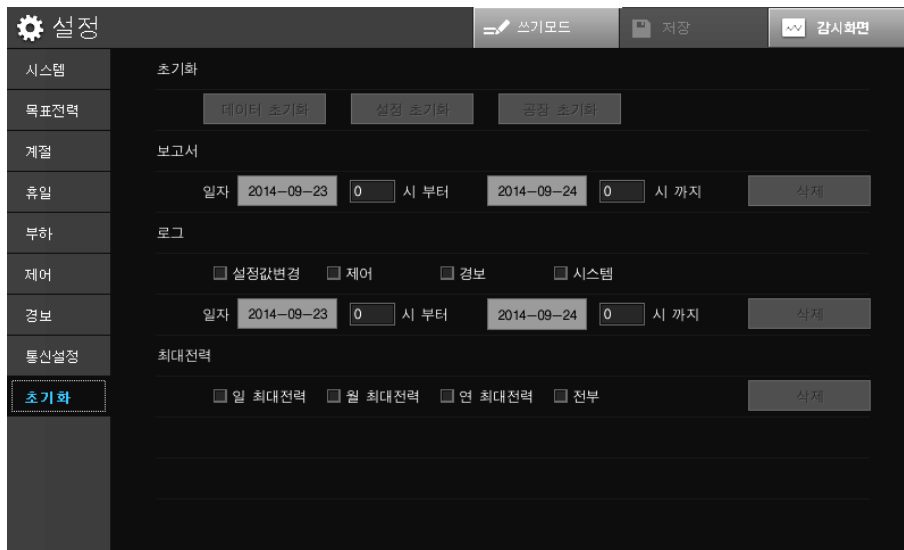 설정 쓰기모드 저장 감시화면
시스템 초기화
목표전력 데이터 초기화 설정 초기화 공장 초기화
계절 보고서
휴일 일자 2014-09-23 0 시 부터 2014-09-24 0 시 까지 삭제
부하 로그
제어 설정값변경 제어 경보 시스템
경보 일자 2014-09-23 0 시 부터 2014-09-24 0 시 까지 삭제
통신설정 최대전력
초기화 일 최대전력 월 최대전력 연 최대전력 전부 삭제